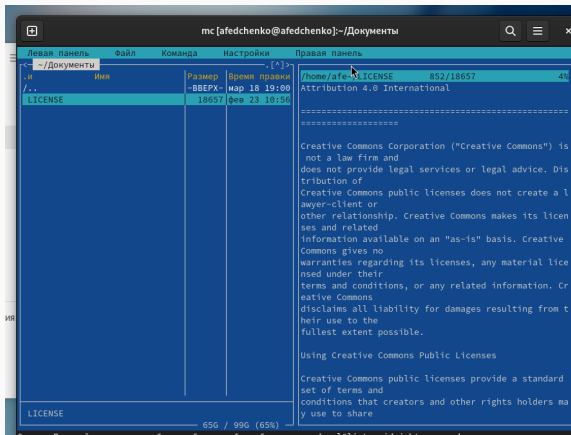 mc [afedchenko@afedchenko]:~/Документы
Левая панель Файл Команда Настройки Правая панель
~/Документы .[^]>
.и Имя Размер Время правки
/.. -ВВЕРХ- мар 18 19:00
LICENSE 18657 фев 23 10:56
LICENSE
65G / 99G (65%)
/home/afe~/LICENSE 852/18657 4%
Attribution 4.0 International
=====================================================
===================
Creative Commons Corporation ("Creative Commons") is
not a law firm and
does not provide legal services or legal advice. Dis
tribution of
Creative Commons public licenses does not create a l
awyer-client or
other relationship. Creative Commons makes its licen
ses and related
information available on an "as-is" basis. Creative
Commons gives no
warranties regarding its licenses, any material lice
nsed under their
terms and conditions, or any related information. Cr
eative Commons
disclaims all liability for damages resulting from t
heir use to the
fullest extent possible.
Using Creative Commons Public Licenses
Creative Commons public licenses provide a standard
set of terms and
conditions that creators and other rights holders ma
y use to share
ия